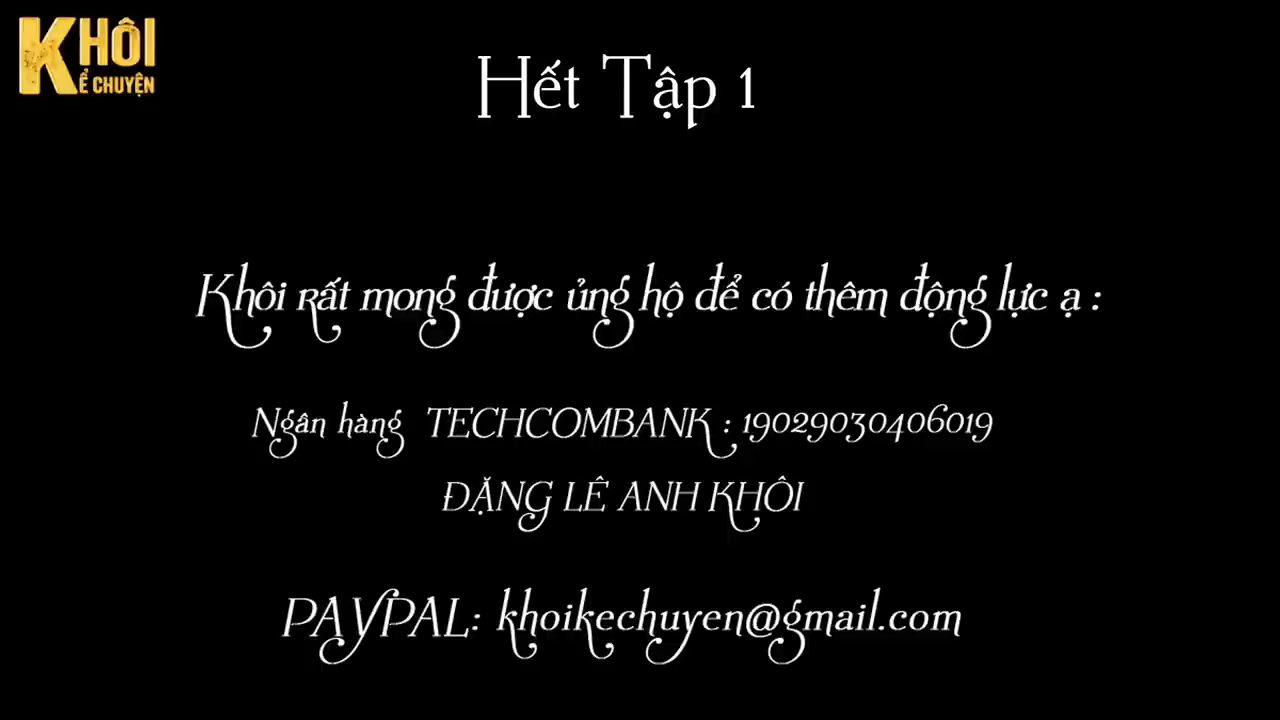 KHÔI
KỂ CHUYỆN
Hết Tập 1
Khôi rất mong được ủng hộ để có thêm động lực ạ :
Ngân hàng TECHCOMBANK : 19029030406019
ĐẶNG LÊ ANH KHÔI
PAYPAL: khoikechuyen@gmail.com